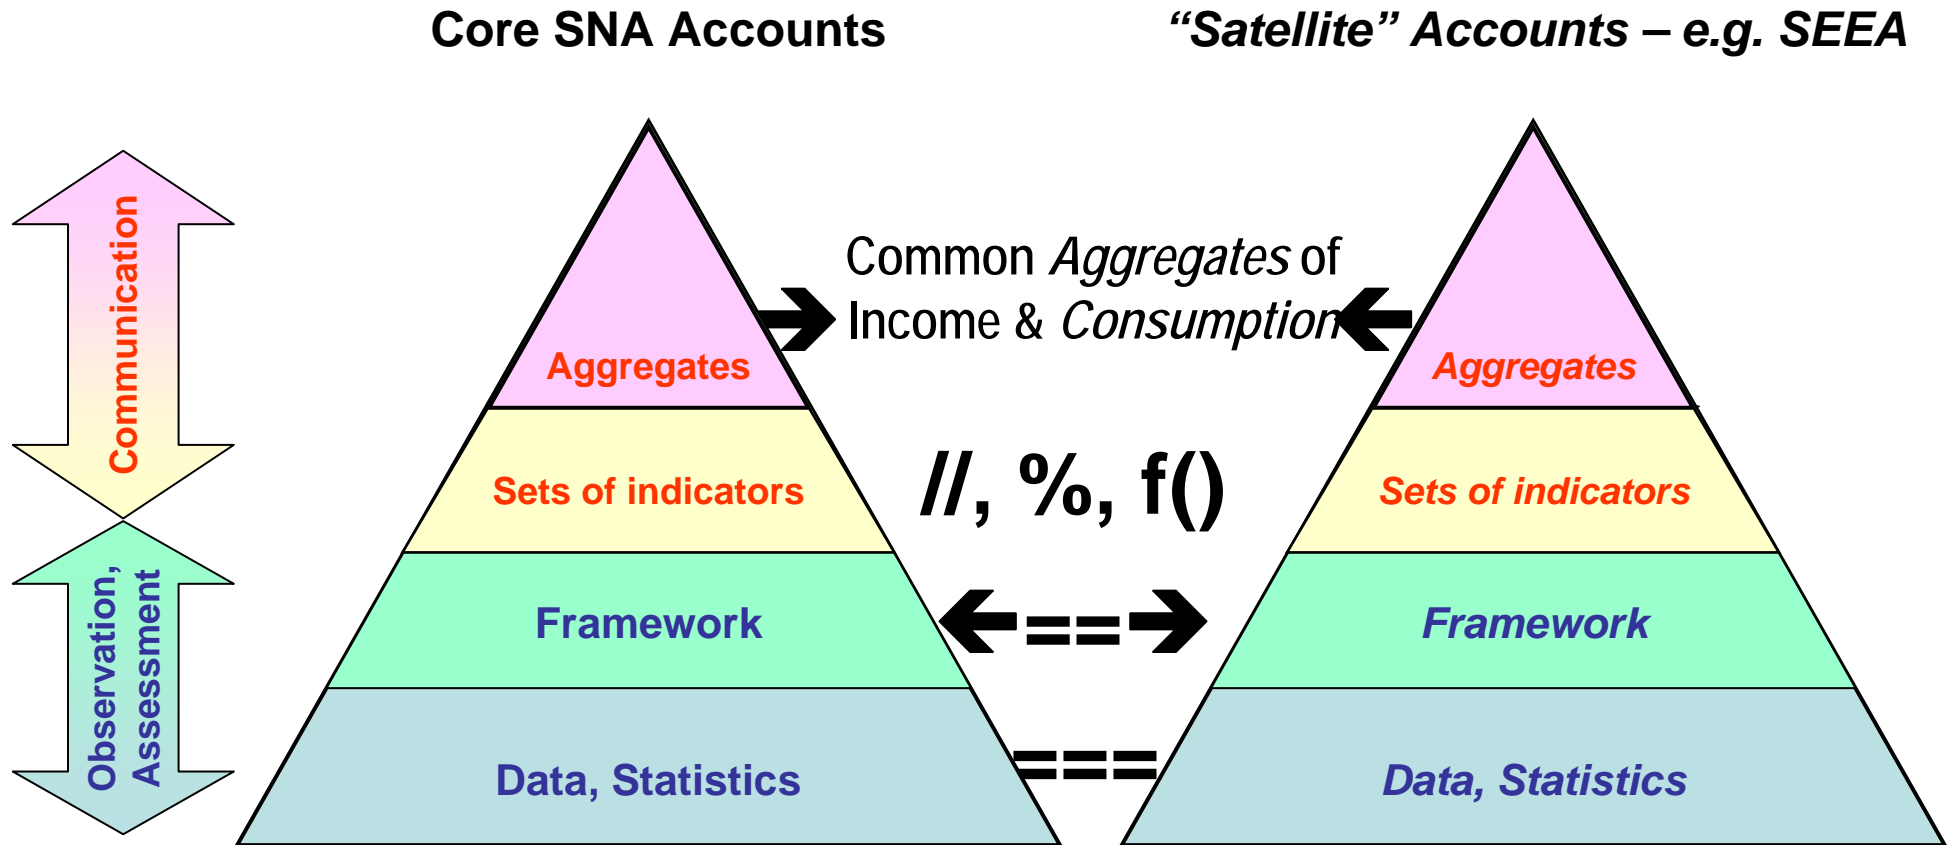 Core SNA Accounts
“Satellite” Accounts – e.g. SEEA
Communication
Observation,
Assessment
Common Aggregates of
Income & Consumption
Aggregates
Aggregates
Sets of indicators
//, %, f()
Sets of indicators
Framework
==
Framework
Data, Statistics
===
Data, Statistics